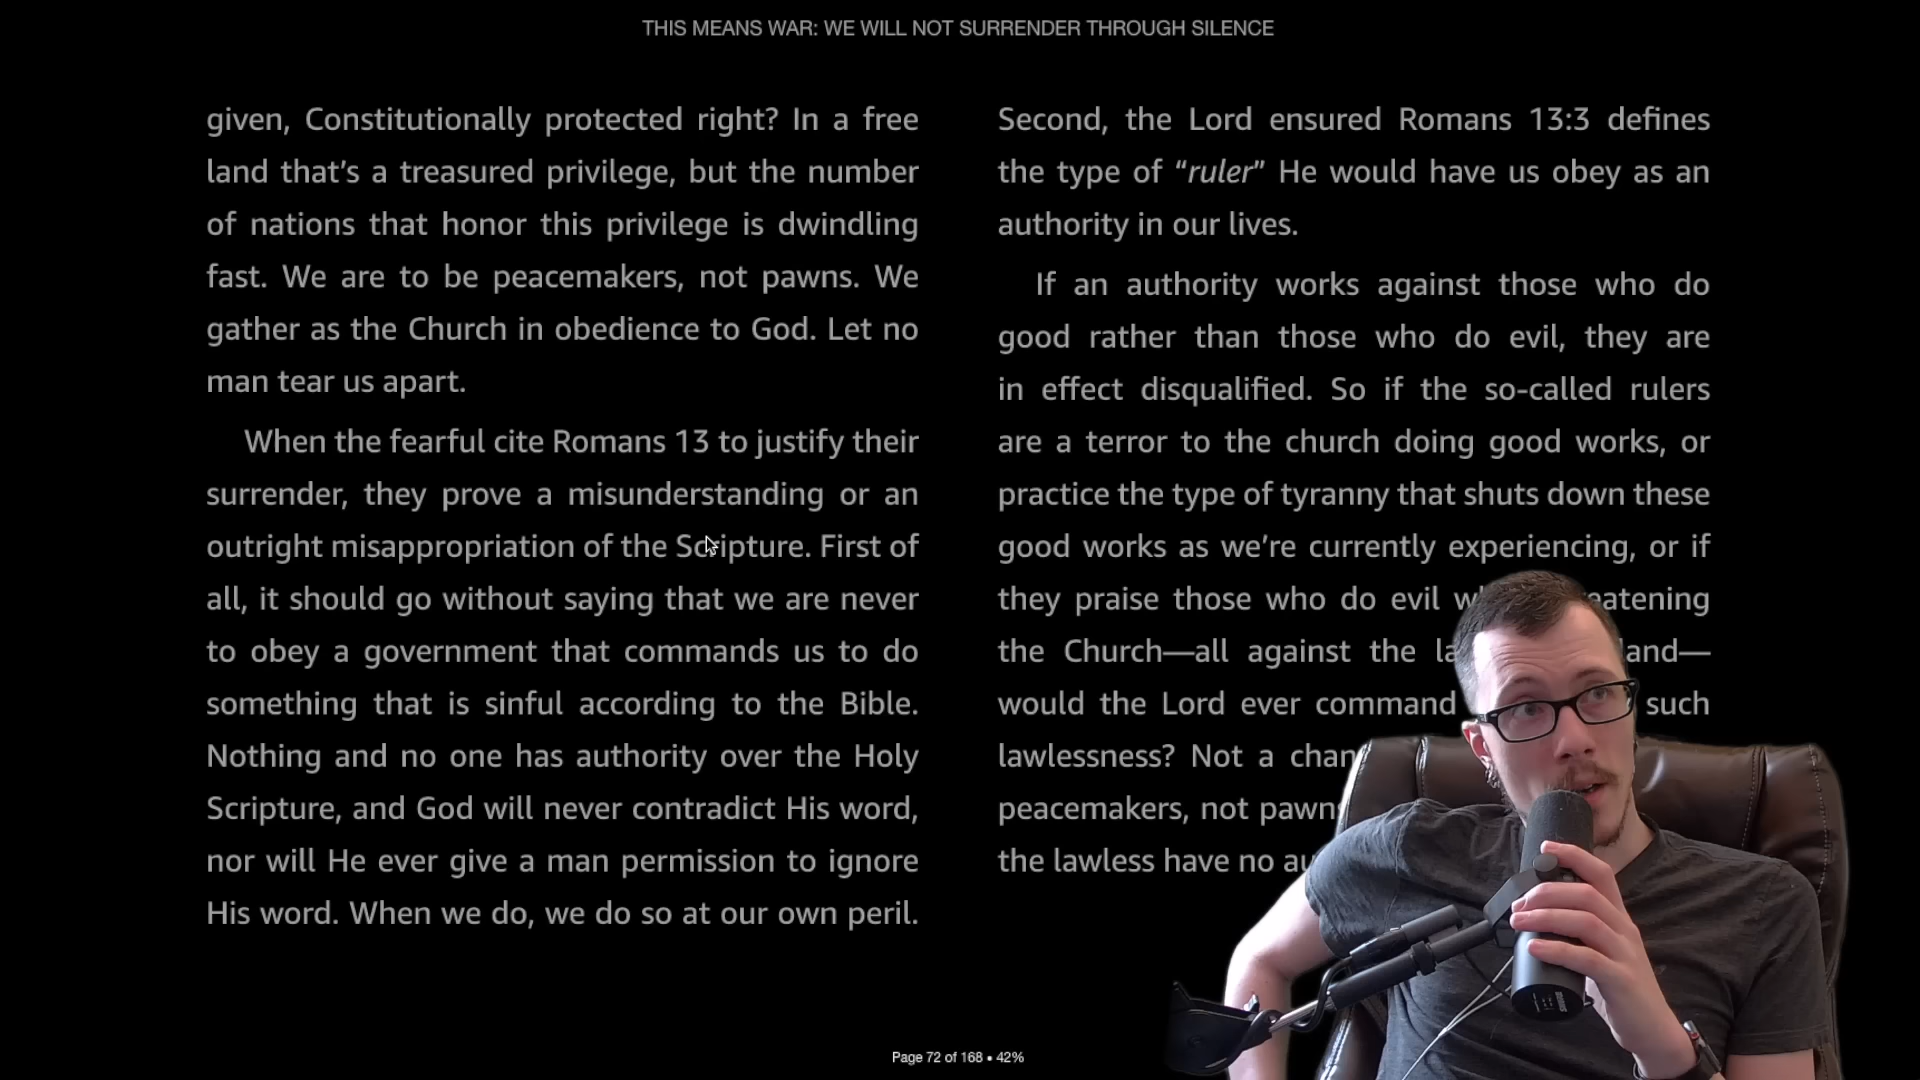 THIS MEANS WAR: WE WILL NOT SURRENDER THROUGH SILENCE
given, Constitutionally protected right? In a free
land that’s a treasured privilege, but the number
of nations that honor this privilege is dwindling
fast. We are to be peacemakers, not pawns. We
gather as the Church in obedience to God. Let no
man tear us apart.
When the fearful cite Romans 13 to justify their
surrender, they prove a misunderstanding or an
outright misappropriation of the Scripture. First of
all, it should go without saying that we are never
to obey a government that commands us to do
something that is sinful according to the Bible.
Nothing and no one has authority over the Holy
Scripture, and God will never contradict His word,
nor will He ever give a man permission to ignore
His word. When we do, we do so at our own peril.
Second, the Lord ensured Romans 13:3 defines
the type of “ruler” He would have us obey as an
authority in our lives.
If an authority works against those who do
good rather than those who do evil, they are
in effect disqualified. So if the so-called rulers
are a terror to the church doing good works, or
practice the type of tyranny that shuts down these
good works as we’re currently experiencing, or if
they praise those who do evil
the Church—all against the land—
would the Lord ever command such
lawlessness? Not a
peacemakers, not
the lawless have no
Page 72 of 168 • 42%